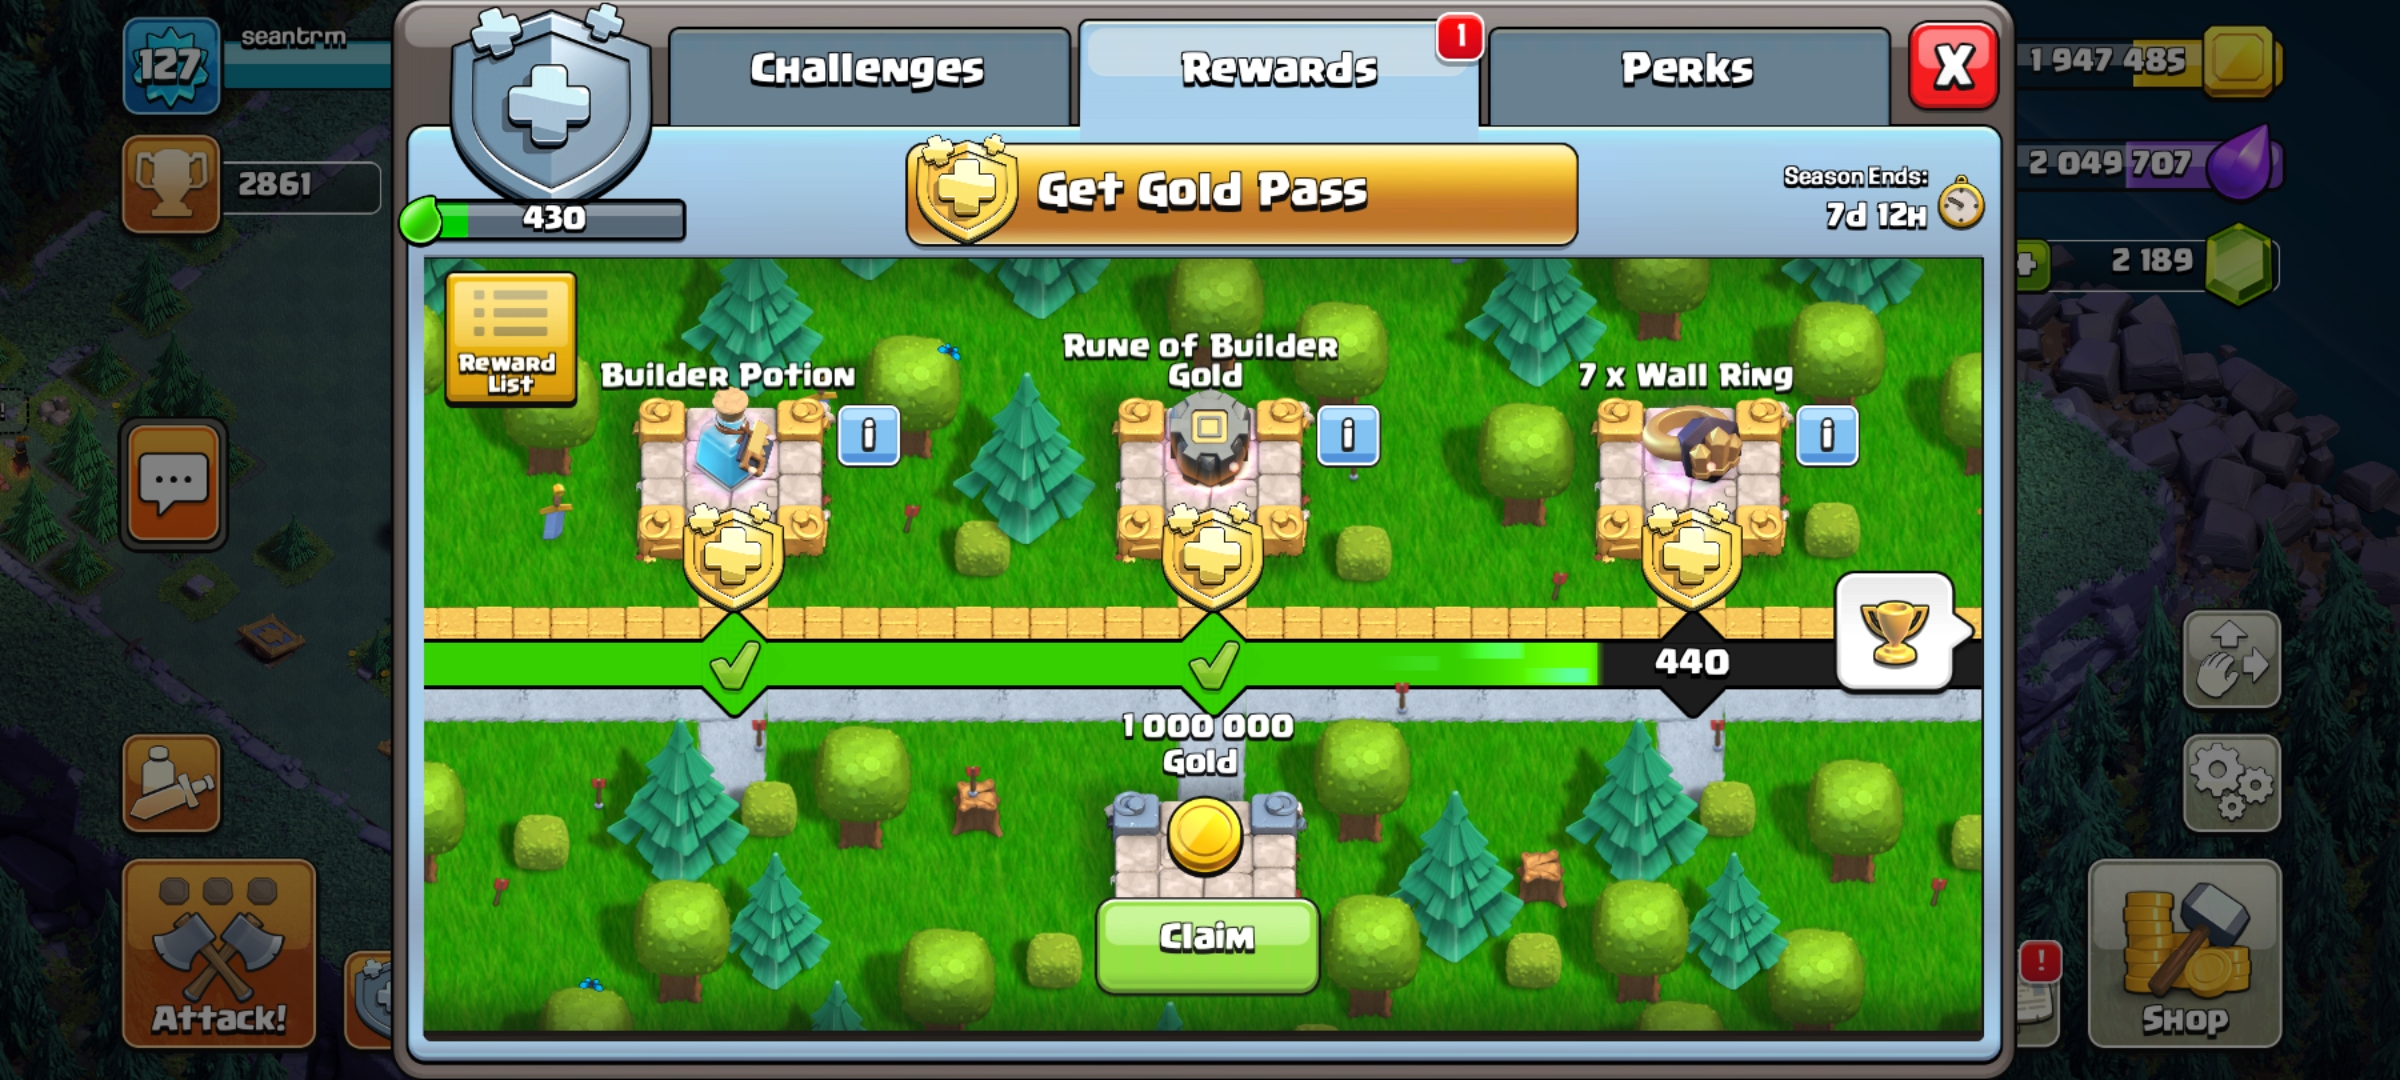 127
seantrm
2861
Challenges
Rewards
1
Perks
X
1 947 485
Get Gold Pass
Season Ends:
7d 12H
430
2 049 707
2 189
Reward
List
Builder Potion
i
Rune of Builder
Gold
i
7 x Wall Ring
i
440
1 000 000
Gold
Claim
Attack!
!
Shop